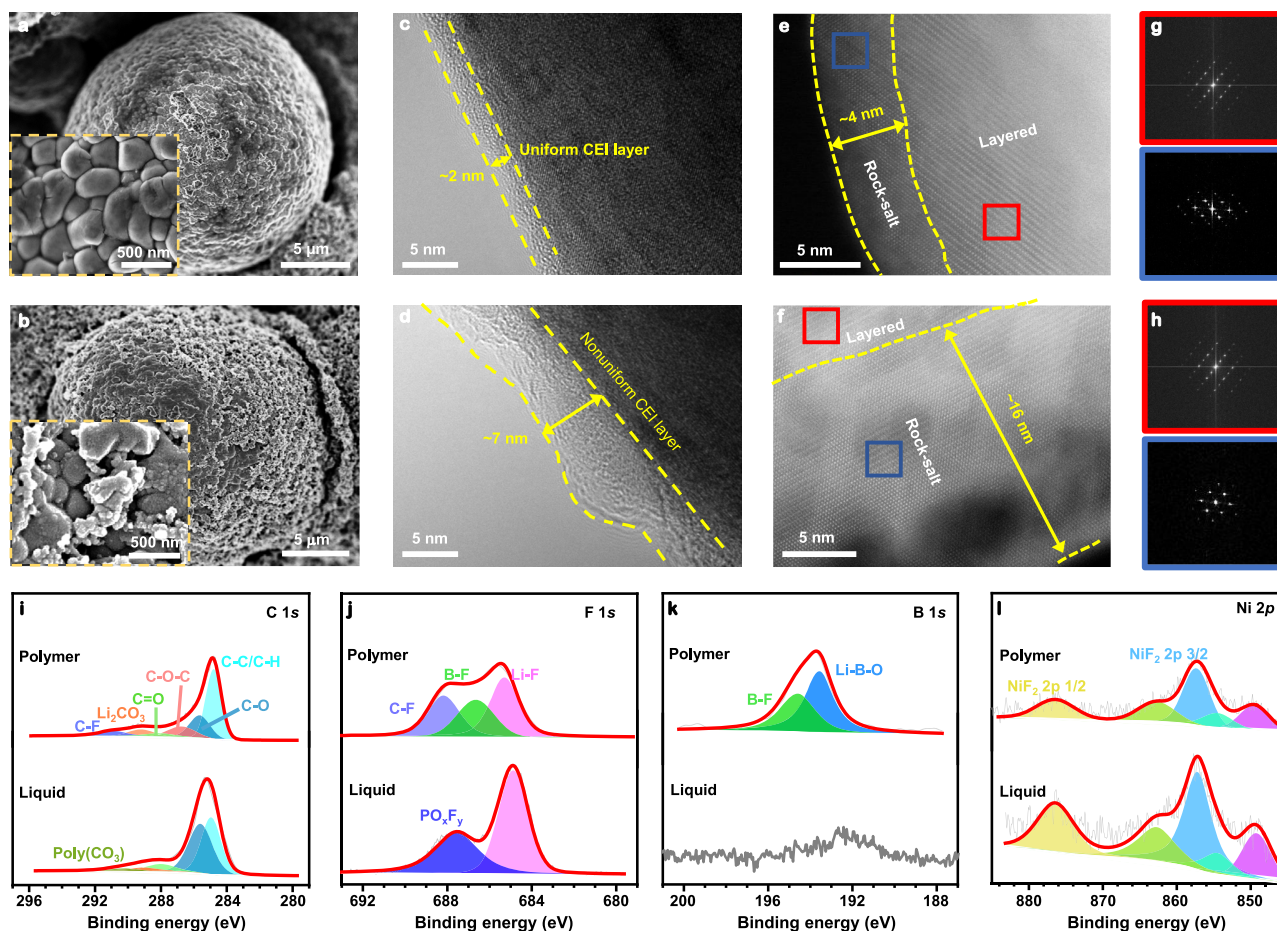 a
500 nm
5 μm
c
Uniform CEI layer
~2 nm
5 nm
e
~4 nm
Layered
Rock-salt
5 nm
g
b
500 nm
5 μm
d
Nonuniform CEI layer
~7 nm
5 nm
f
Layered
~16 nm
Rock-salt
5 nm
h
i
C 1s
Polymer
C-C/C-H
C-O-C
C=O
Li2CO3
C-O
C-F
Liquid
Poly(CO3)
296 292 288 284 280
Binding energy (eV)
j
F 1s
Polymer
B-F
Li-F
C-F
Liquid
POxFy
692 688 684 680
Binding energy (eV)
k
B 1s
Polymer
Li-B-O
B-F
Liquid
200 196 192 188
Binding energy (eV)
l
Ni 2p
Polymer
NiF2 2p 3/2
NiF2 2p 1/2
Liquid
880 870 860 850
Binding energy (eV)